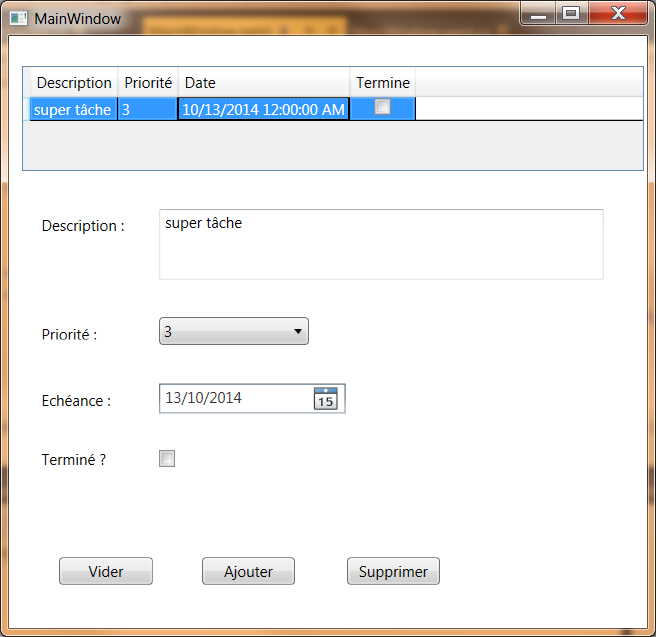 MainWindow
Description Priorité Date Termine
super tâche 3 10/13/2014 12:00:00 AM
Description : super tâche
Priorité : 3
Echéance : 13/10/2014 15
Terminé ?
Vider Ajouter Supprimer